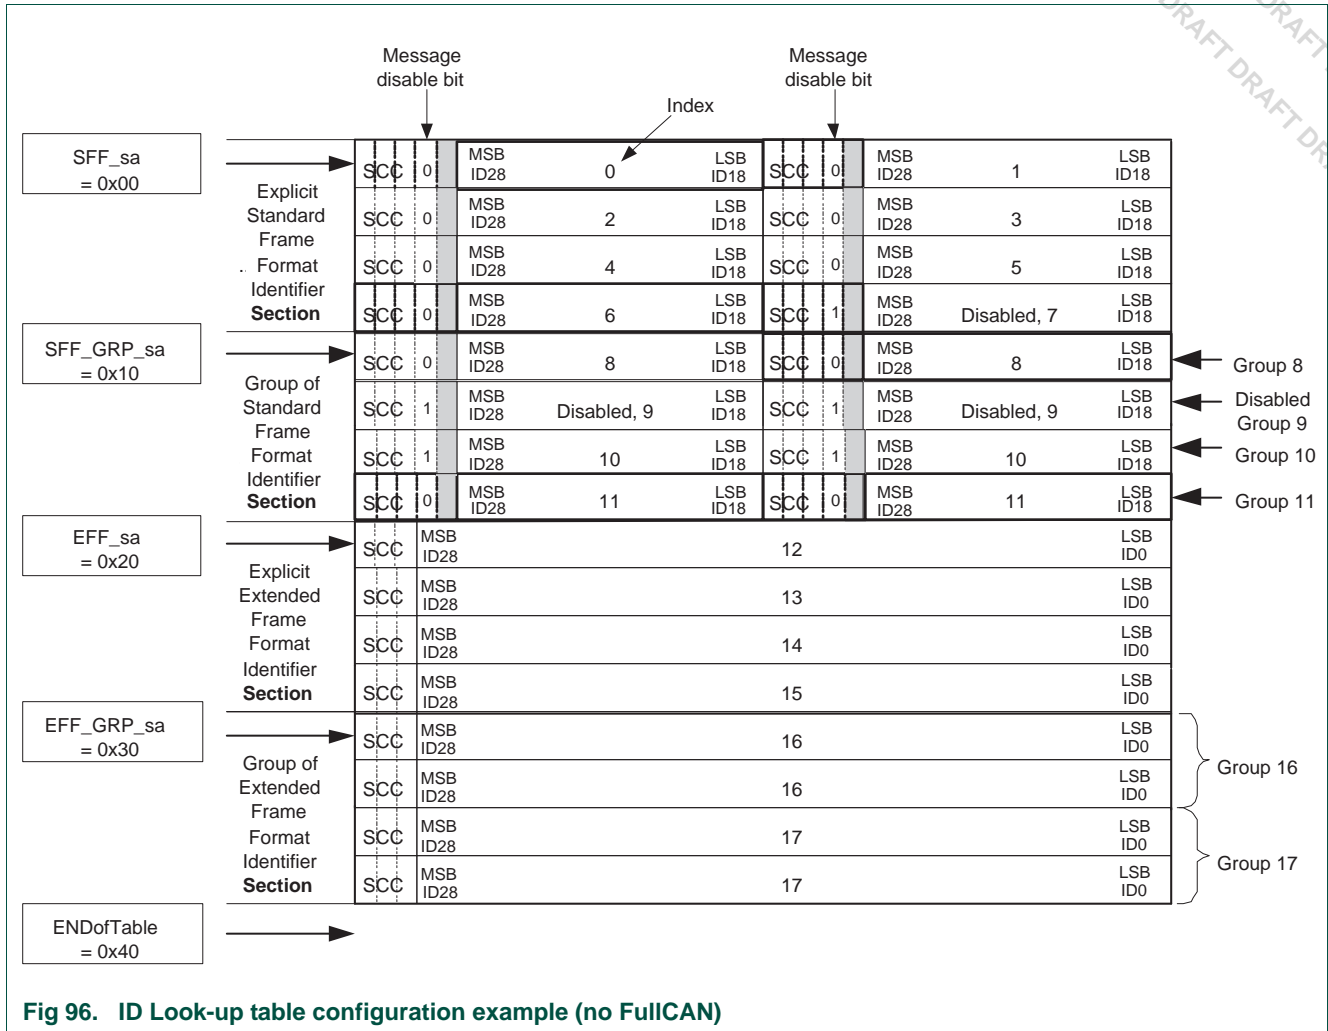 DRAFT DRAFT DR
DRAFT
Message
disable bit
Message
disable bit
Index
SFF_sa
= 0x00
Explicit
Standard
Frame
.. Format
Identifier
Section
SCC 0 MSB ID28 0 LSB ID18 SCC 0 MSB ID28 1 LSB ID18
SCC 0 MSB ID28 2 LSB ID18 SCC 0 MSB ID28 3 LSB ID18
SCC 0 MSB ID28 4 LSB ID18 SCC 0 MSB ID28 5 LSB ID18
SCC 0 MSB ID28 6 LSB ID18 SCC 1 MSB ID28 Disabled, 7 LSB ID18
SFF_GRP_sa
= 0x10
Group of
Standard
Frame
Format
Identifier
Section
SCC 0 MSB ID28 8 LSB ID18 SCC 0 MSB ID28 8 LSB ID18 Group 8
SCC 1 MSB ID28 Disabled, 9 LSB ID18 SCC 1 MSB ID28 Disabled, 9 LSB ID18 Disabled Group 9
SCC 1 MSB ID28 10 LSB ID18 SCC 1 MSB ID28 10 LSB ID18 Group 10
SCC 0 MSB ID28 11 LSB ID18 SCC 0 MSB ID28 11 LSB ID18 Group 11
EFF_sa
= 0x20
Explicit
Extended
Frame
Format
Identifier
Section
SCC MSB ID28 12 LSB ID0
SCC MSB ID28 13 LSB ID0
SCC MSB ID28 14 LSB ID0
SCC MSB ID28 15 LSB ID0
EFF_GRP_sa
= 0x30
Group of
Extended
Frame
Format
Identifier
Section
SCC MSB ID28 16 LSB ID0
SCC MSB ID28 16 LSB ID0
Group 16
SCC MSB ID28 17 LSB ID0
SCC MSB ID28 17 LSB ID0
Group 17
ENDofTable
= 0x40
Fig 96. ID Look-up table configuration example (no FullCAN)